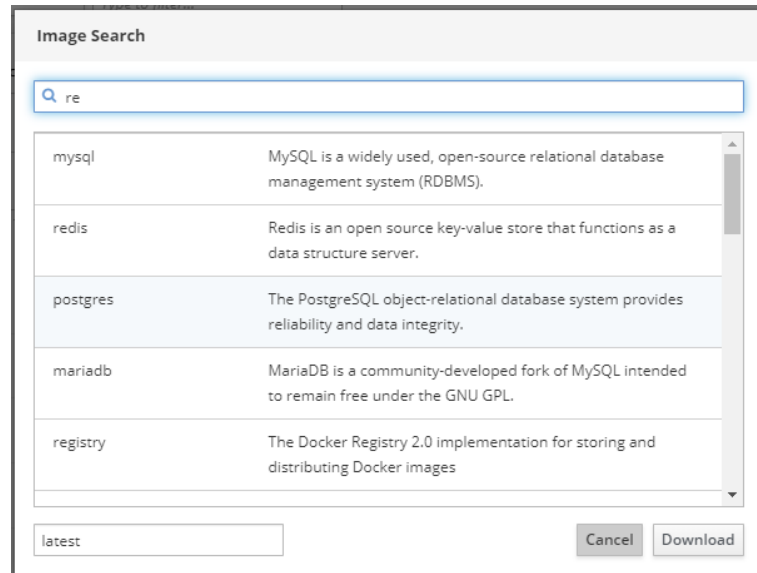 Type to filter...
Image Search
re
mysql
MySQL is a widely used, open-source relational database
management system (RDBMS).
redis
Redis is an open source key-value store that functions as a
data structure server.
postgres
The PostgreSQL object-relational database system provides
reliability and data integrity.
mariadb
MariaDB is a community-developed fork of MySQL intended
to remain free under the GNU GPL.
registry
The Docker Registry 2.0 implementation for storing and
distributing Docker images
latest
Cancel
Download